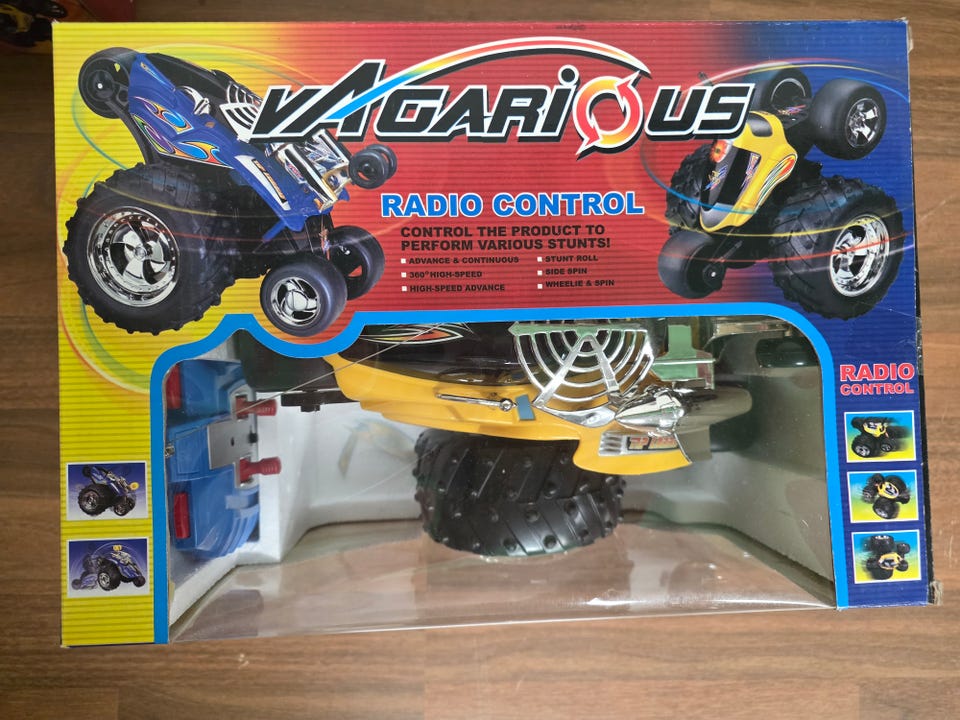 VAGARIOUS
RADIO CONTROL
CONTROL THE PRODUCT TO
PERFORM VARIOUS STUNTS!
ADVANCE & CONTINUOUS
360° HIGH-SPEED
HIGH-SPEED ADVANCE
STUNT ROLL
SIDE SPIN
WHEELIE & SPIN
RADIO
CONTROL